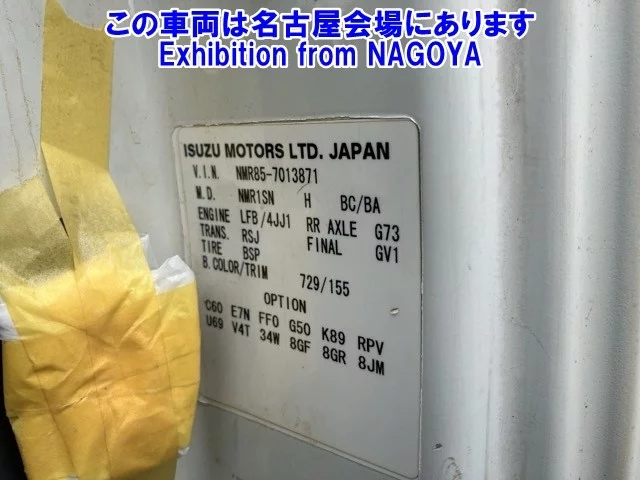 この車両は名古屋会場にあります
Exhibition from NAGOYA
ISUZU MOTORS LTD. JAPAN
V.I.N. NMR85-7013871
M.D. NMR1SN H BC/BA
ENGINE LFB/4JJ1 RR AXLE G73
TRANS. RSJ FINAL GV1
TIRE BSP
B.COLOR/TRIM 729/155
OPTION
C60 E7N FF0 G50 K89 RPV
U69 V4T 34W 8GF 8GR 8JM